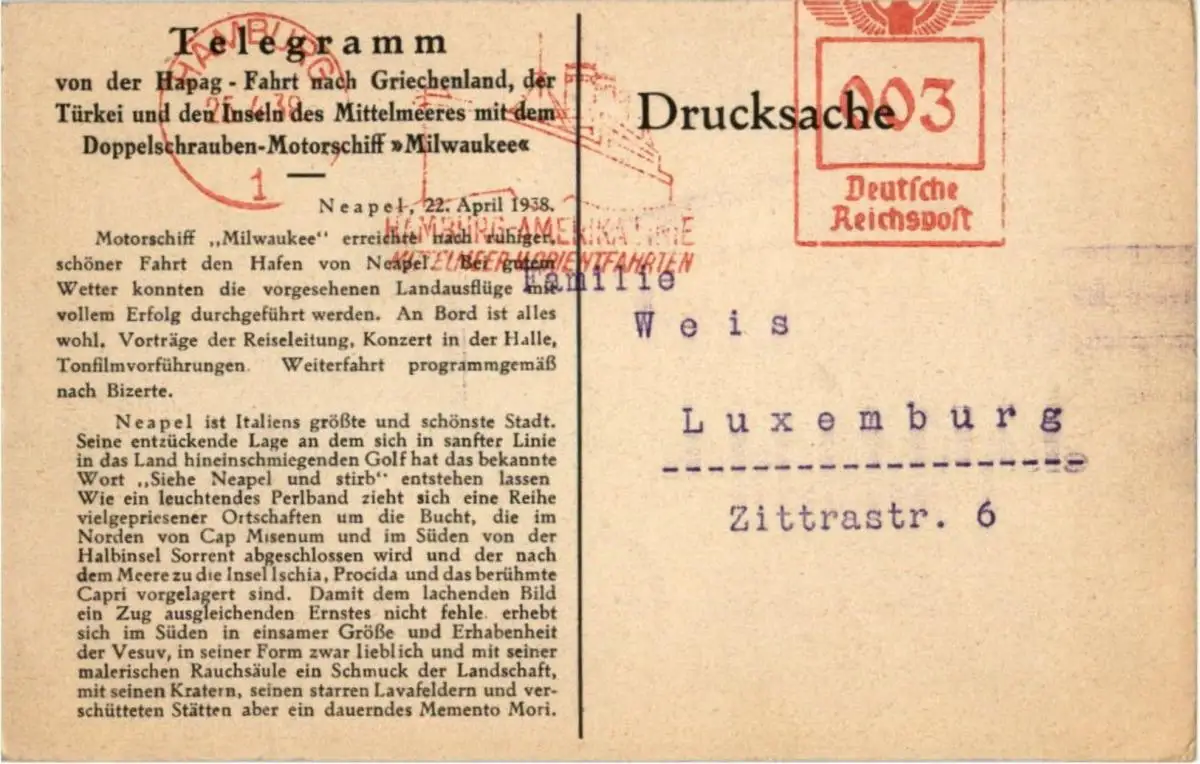 Telegramm
von der Hapag - Fahrt nach Griechenland, der
Türkei und den Inseln des Mittelmeeres mit dem
Doppelschrauben-Motorschiff »Milwaukee«
Neapel, 22. April 1938.
Motorschiff „Milwaukee“ erreichte nach ruhiger,
schöner Fahrt den Hafen von Neapel. Bei gutem
Wetter konnten die vorgesehenen Landausflüge mit
vollem Erfolg durchgeführt werden. An Bord ist alles
wohl. Vorträge der Reiseleitung, Konzert in der Halle,
Tonfilmvorführungen. Weiterfahrt programmgemäß
nach Bizerte.
Neapel ist Italiens größte und schönste Stadt.
Seine entzückende Lage an dem sich in sanfter Linie
in das Land hineinschmiegenden Golf hat das bekannte
Wort „Siehe Neapel und stirb“ entstehen lassen
Wie ein leuchtendes Perlband zieht sich eine Reihe
vielgepriesener Ortschaften um die Bucht, die im
Norden von Cap Misenum und im Süden von der
Halbinsel Sorrent abgeschlossen wird und der nach
dem Meere zu die Insel Ischia, Procida und das berühmte
Capri vorgelagert sind. Damit dem lachenden Bild
ein Zug ausgleichenden Ernstes nicht fehle, erhebt
sich im Süden in einsamer Größe und Erhabenheit
der Vesuv, in seiner Form zwar lieblich und mit seiner
malerischen Rauchsäule ein Schmuck der Landschaft,
mit seinen Kratern, seinen starren Lavafeldern und ver-
schütteten Stätten aber ein dauerndes Memento Mori.
HAMBURG
25.4.38
1
HAMBURG-AMERIKA LINIE
MITTELMEER U. ORIENTFAHRTEN
Drucksache
003
Deutsche
Reichspost
Familie
Weis
Luxemburg
Zittrastr. 6